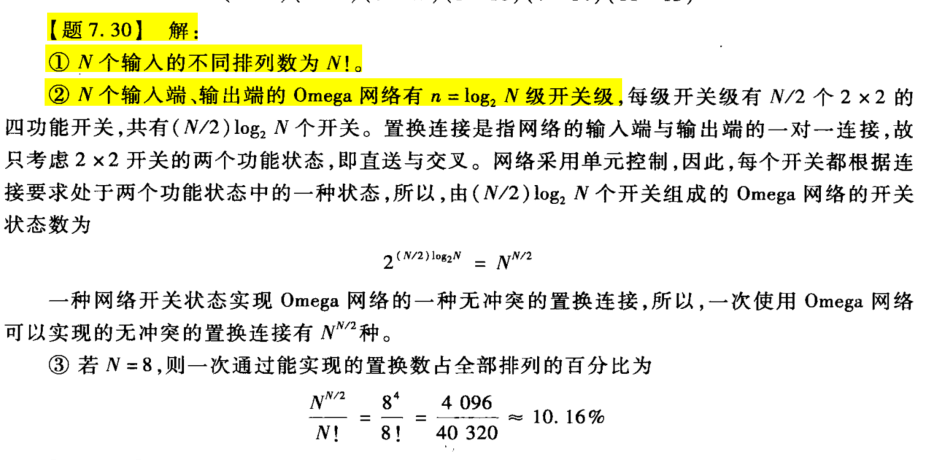 【题 7.30】 解：
① N 个输入的不同排列数为 N!。
② N 个输入端、输出端的 Omega 网络有 n = log₂ N 级开关级，每级开关级有 N/2 个 2×2 的
四功能开关，共有(N/2)log₂ N 个开关。置换连接是指网络的输入端与输出端的一对一连接，故
只考虑 2×2 开关的两个功能状态，即直送与交叉。网络采用单元控制，因此，每个开关都根据连
接要求处于两个功能状态中的一种状态，所以，由(N/2)log₂ N 个开关组成的 Omega 网络的开关
状态数为
2^{(N/2)log₂N} = N^{N/2}
一种网络开关状态实现 Omega 网络的一种无冲突的置换连接，所以，一次使用 Omega 网络
可以实现的无冲突的置换连接有 N^{N/2}种。
③ 若 N = 8，则一次通过能实现的置换数占全部排列的百分比为
N^{N/2}/N! = 8⁴/8! = 4 096/40 320 ≈ 10.16%